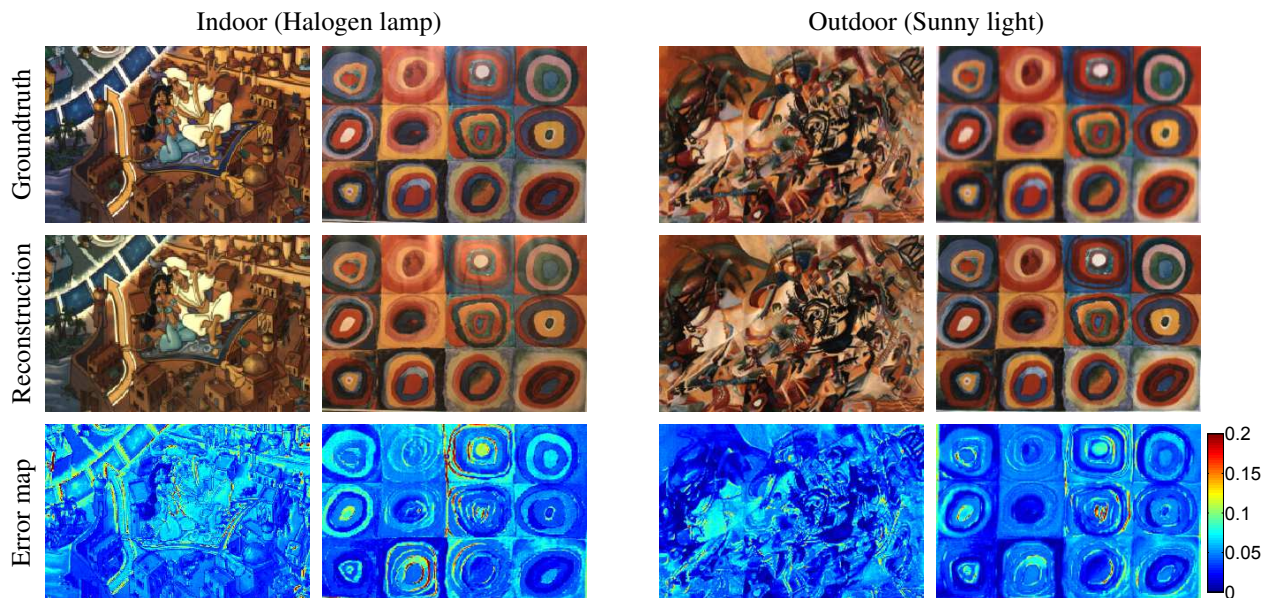 Indoor (Halogen lamp)
Outdoor (Sunny light)
Groundtruth
Reconstruction
Error map
0.2
0.15
0.1
0.05
0